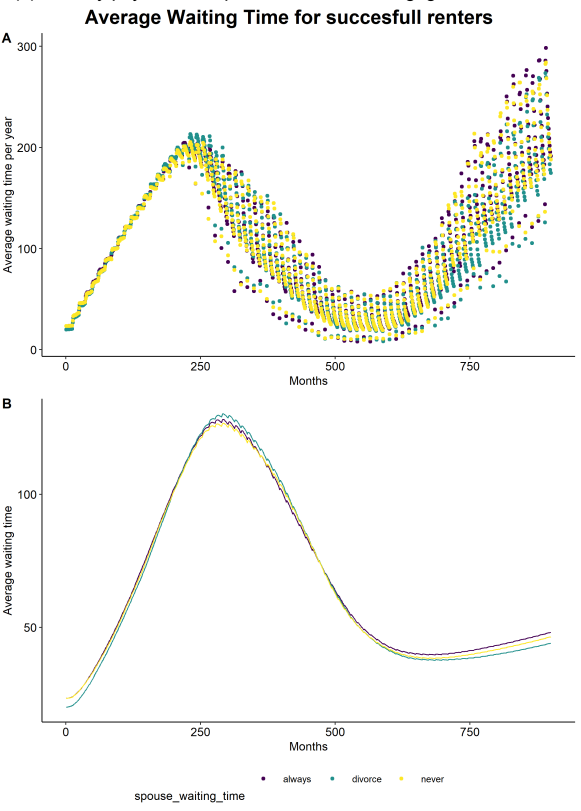 Average Waiting Time for succesfull renters
A
Average waiting time per year
300
200
100
0
0 250 500 750
Months
B
Average waiting time
100
50
0 250 500 750
Months
always divorce never
spouse_waiting_time